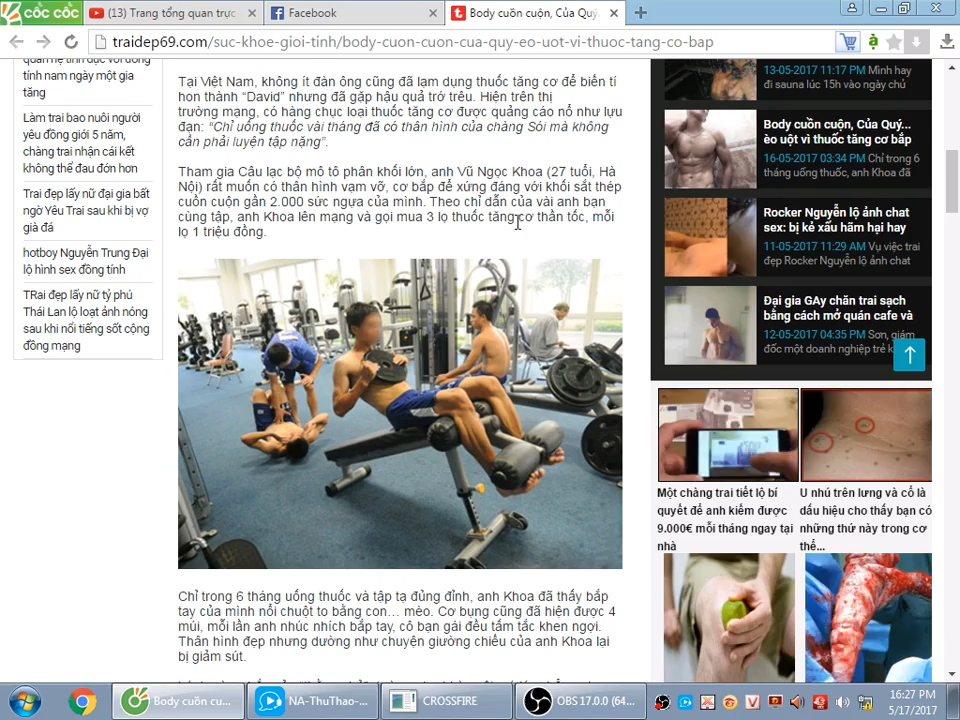 CỐC CỐC
(13) Trang tổng quan trực
Facebook
Body cuồn cuộn, Của Quý...
traidep69.com/suc-khoe-gioi-tinh/body-cuon-cuon-cua-quy-eo-uot-vi-thuoc-tang-co-bap
tính nam ngày một gia
tăng
Làm trai bao nuôi người
yêu đồng giới 5 năm,
chàng trai nhận cái kết
không thể đau đớn hơn
Trai đẹp lấy nữ đại gia bất
ngờ Yêu Trai sau khi bị vợ
già đá
hotboy Nguyễn Trung Đại
lộ hình sex đồng tính
TRai đẹp lấy nữ tỷ phú
Thái Lan lộ loạt ảnh nóng
sau khi nổi tiếng sốt cộng
đồng mạng
Tại Việt Nam, không ít đàn ông cũng đã lạm dụng thuốc tăng cơ để biến tí
hon thành “David” nhưng đã gặp hậu quả trớ trêu. Hiện trên thị
trường mạng, có hàng chục loại thuốc tăng cơ được quảng cáo nổ như lựu
đạn: “Chỉ uống thuốc vài tháng đã có thân hình của chàng Sói mà không
cần phải luyện tập nặng”.
Tham gia Câu lạc bộ mô tô phân khối lớn, anh Vũ Ngọc Khoa (27 tuổi, Hà
Nội) rất muốn có thân hình vạm vỡ, cơ bắp để xứng đáng với khối sắt thép
cuồn cuộn gần 2.000 sức ngựa của mình. Theo chỉ dẫn của vài anh bạn
cùng tập, anh Khoa lên mạng và gọi mua 3 lọ thuốc tăng cơ thần tốc, mỗi
lọ 1 triệu đồng.
Chỉ trong 6 tháng uống thuốc và tập tạ đủng đỉnh, anh Khoa đã thấy bắp
tay của mình nổi chuột to bằng con… mèo. Cơ bụng cũng đã hiện được 4
múi, mỗi lần anh nhúc nhích bắp tay, cô bạn gái đều tấm tắc khen ngợi.
Thân hình đẹp nhưng dường như chuyện giường chiếu của anh Khoa lại
bị giảm sút.
13-05-2017 11:17 PM Mình hay
đi sauna lúc 15h vào ngày chủ
Body cuồn cuộn, Của Quý...
èo uột vì thuốc tăng cơ bắp
16-05-2017 03:34 PM Chỉ trong 6
tháng uống thuốc, anh Khoa đã
Rocker Nguyễn lộ ảnh chat
sex: bị kẻ xấu hãm hại hay
11-05-2017 11:29 AM Vụ việc trai
đẹp Rocker Nguyễn lộ ảnh chat
Đại gia GAy chăn trai sạch
bằng cách mở quán cafe và
12-05-2017 04:35 PM Sơn, giám
đốc một doanh nghiệp trẻ k
Một chàng trai tiết lộ bí
quyết để anh kiếm được
9.000€ mỗi tháng ngay tại
nhà
U nhú trên lưng và cổ là
dấu hiệu cho thấy bạn có
những thứ này trong cơ
thể...
Body cuồn cu...
NA-ThuThao-...
CROSSFIRE
OBS 17.0.0 (64...
16:27 PM
5/17/2017